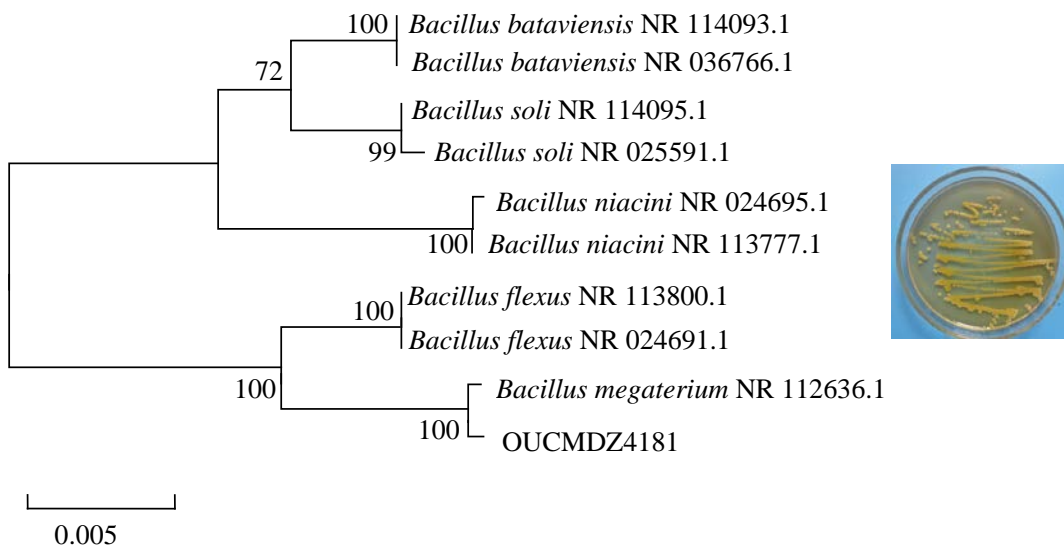 100 Bacillus bataviensis NR 114093.1
Bacillus bataviensis NR 036766.1
72
Bacillus soli NR 114095.1
99 Bacillus soli NR 025591.1
Bacillus niacini NR 024695.1
100 Bacillus niacini NR 113777.1
Bacillus flexus NR 113800.1
100
Bacillus flexus NR 024691.1
100
Bacillus megaterium NR 112636.1
100
OUCMDZ4181
0.005